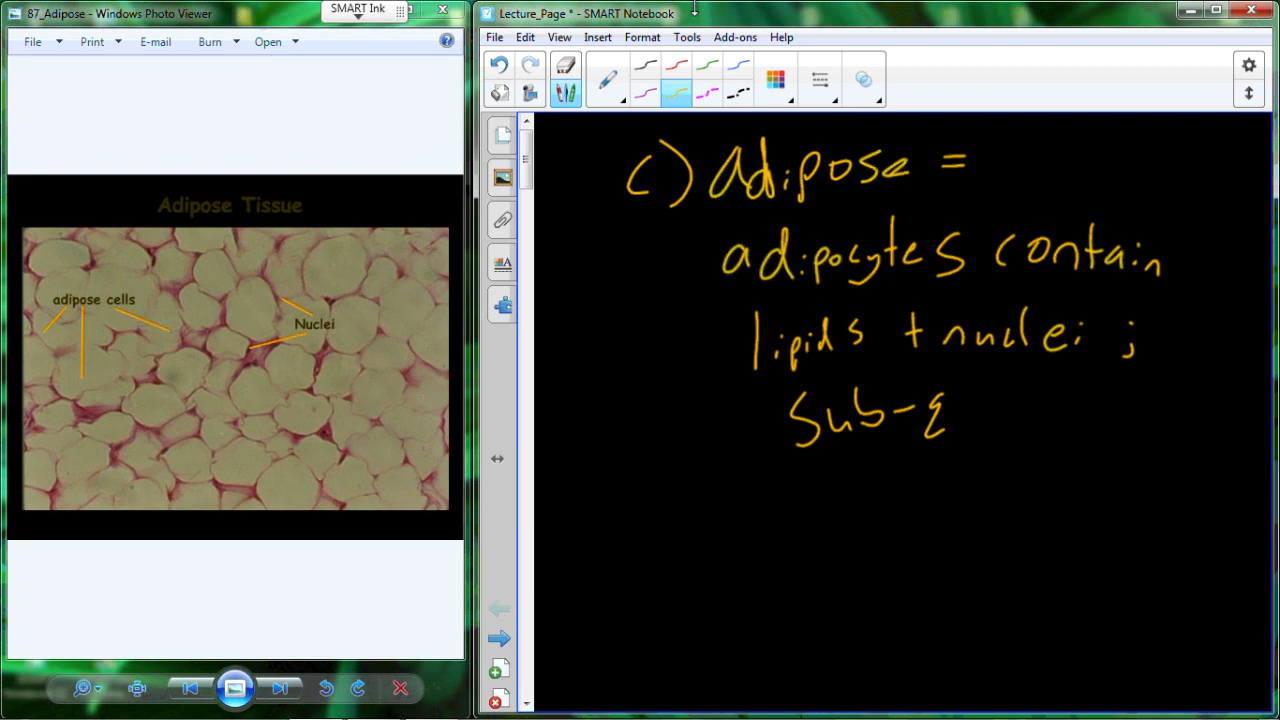 87_Adipose - Windows Photo Viewer
SMART Ink
File Print E-mail Burn Open
Adipose Tissue
adipose cells
Nuclei
Lecture_Page * - SMART Notebook
File Edit View Insert Format Tools Add-ons Help
c) Adipose =
adipocytes contain
lipids + nuclei ;
Sub-q